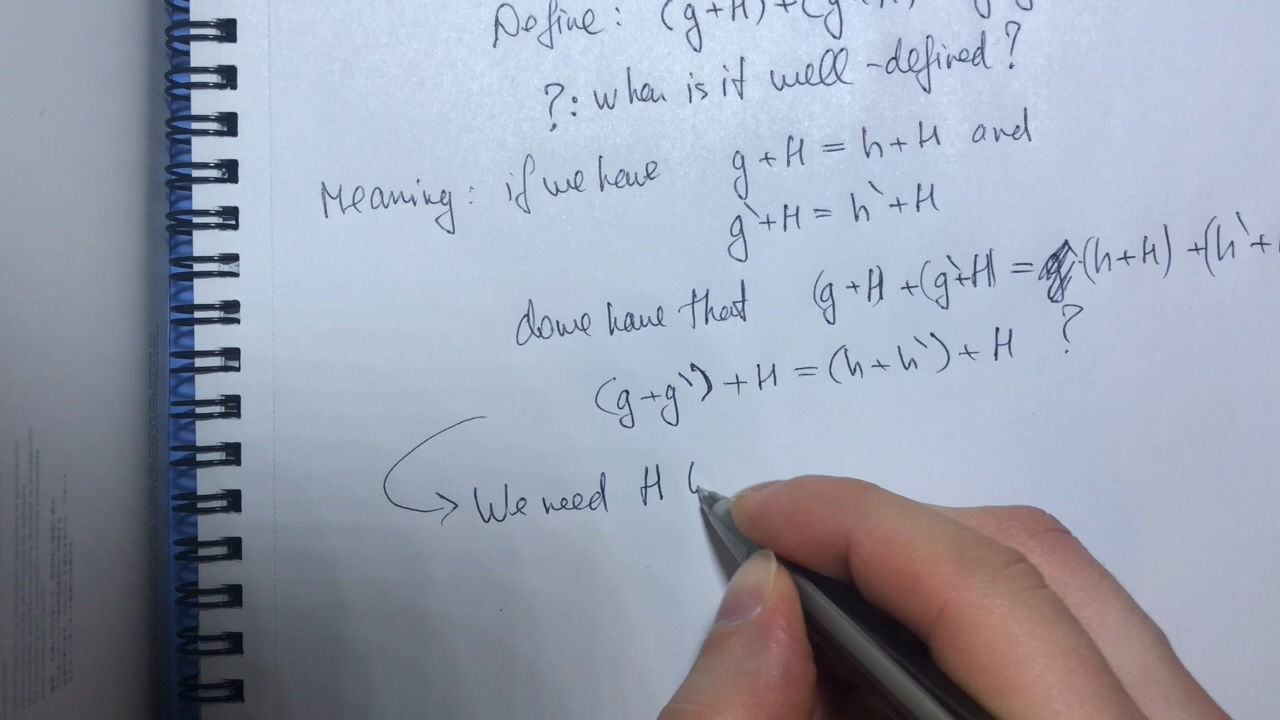 Define: (g+H)+(g`+H)
?: when is it well-defined?
Meaning: if we have g+H = h+H and
g`+H = h`+H
do we have that (g+H)+(g`+H) = (h+H)+(h`+
(g+g`)+H = (h+h`)+H ?
We need H